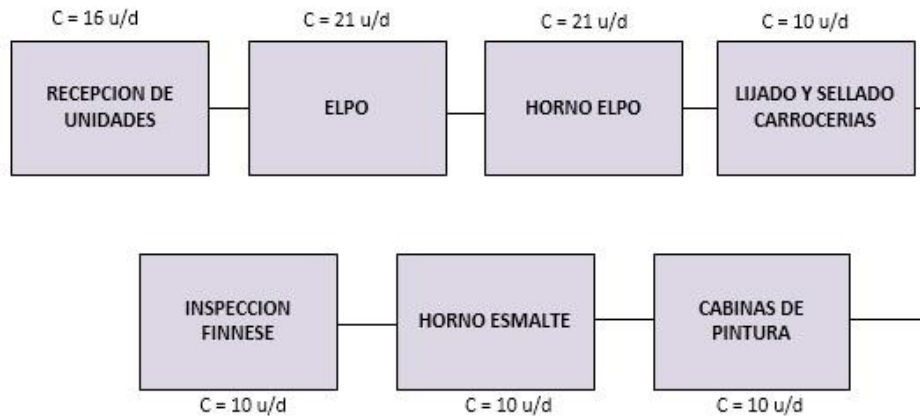 C = 16 u/d
C = 21 u/d
C = 21 u/d
C = 10 u/d
RECEPCION DE
UNIDADES
ELPO
HORNO ELPO
LIJADO Y SELLADO
CARROCERIAS
INSPECCION
FINNESE
HORNO ESMALTE
CABINAS DE
PINTURA
C = 10 u/d
C = 10 u/d
C = 10 u/d